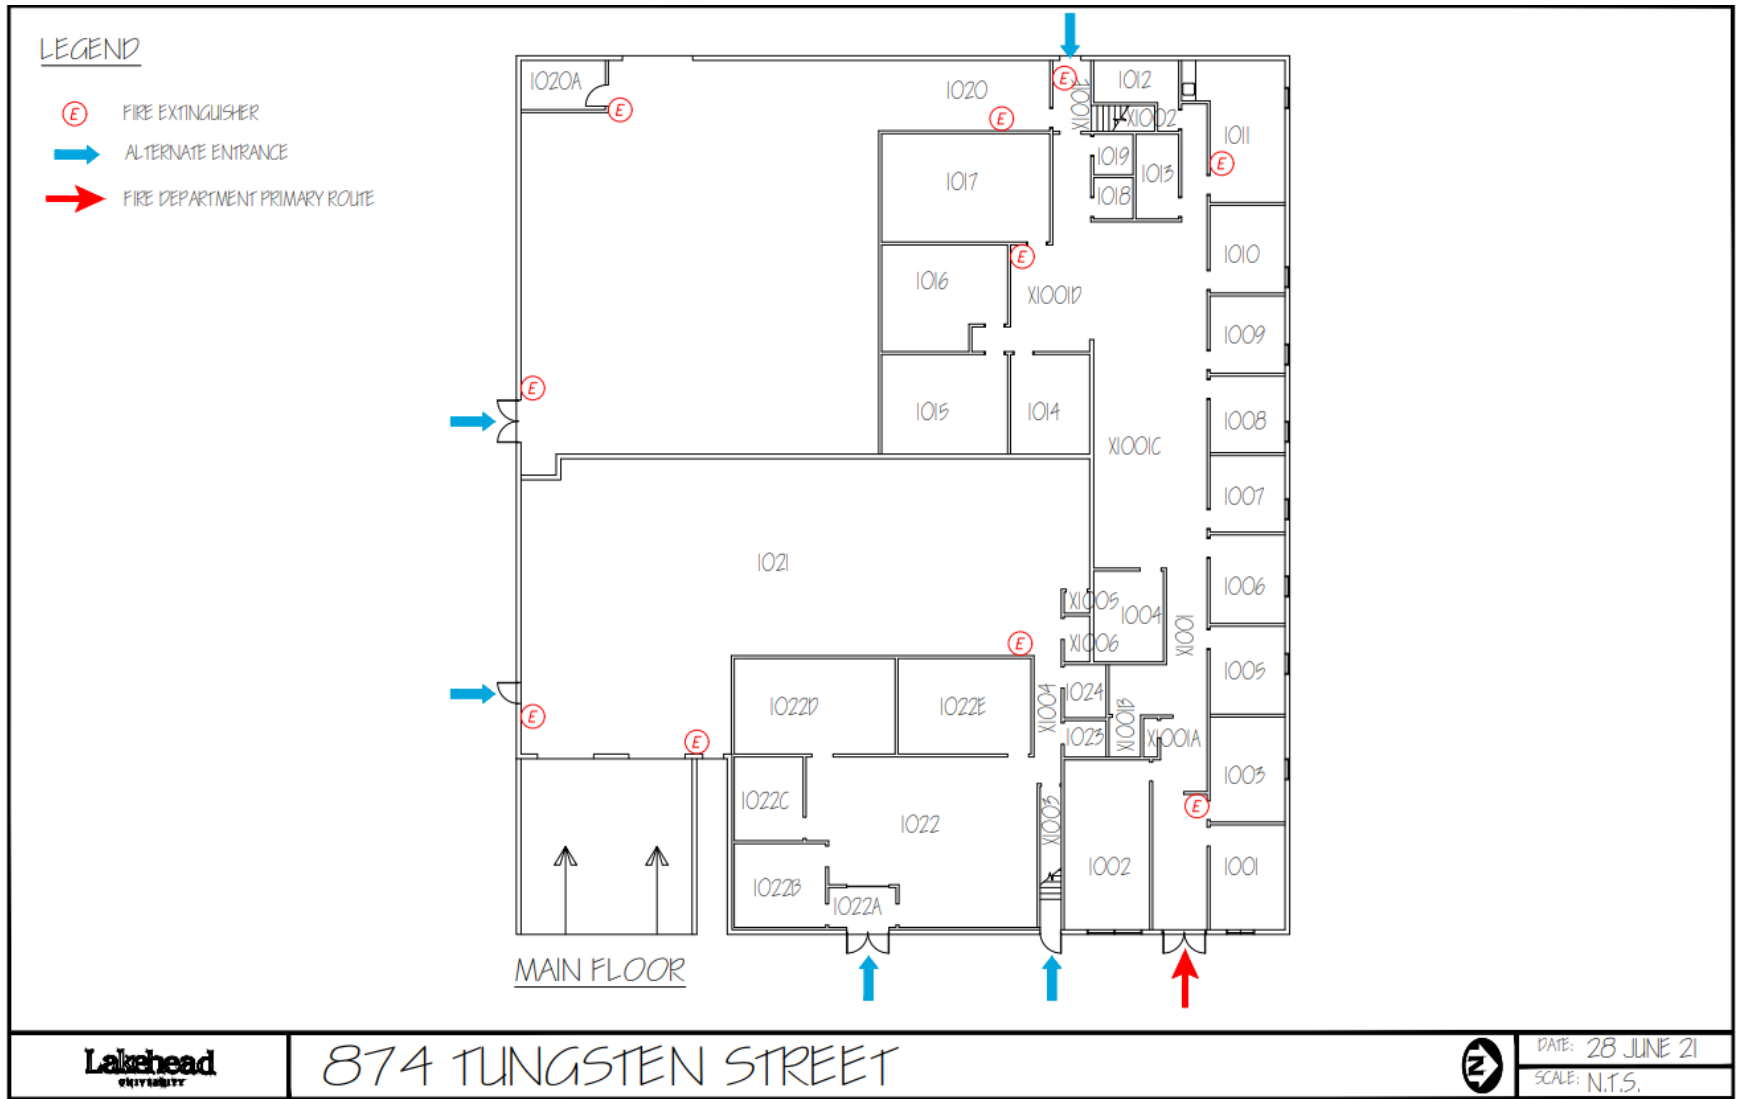 LEGEND
E FIRE EXTINGUISHER
ALTERNATE ENTRANCE
FIRE DEPARTMENT PRIMARY ROUTE
1020A
E
1020
E
E
X1001F
1012
X1002
1011
E
1019
1013
1018
1017
1010
E
1016
X1001D
1009
E
1015
1014
1008
X1001C
1007
1021
1006
X1005
1004
X1001
E
X1006
1005
1024
1022D
1022E
X1004
X1001B
E
E
1023
X1001A
1003
1022C
E
1022
X1003
1002
1001
1022B
1022A
MAIN FLOOR
Lakehead
UNIVERSITY
874 TUNGSTEN STREET
N
DATE: 28 JUNE 21
SCALE: N.T.S.